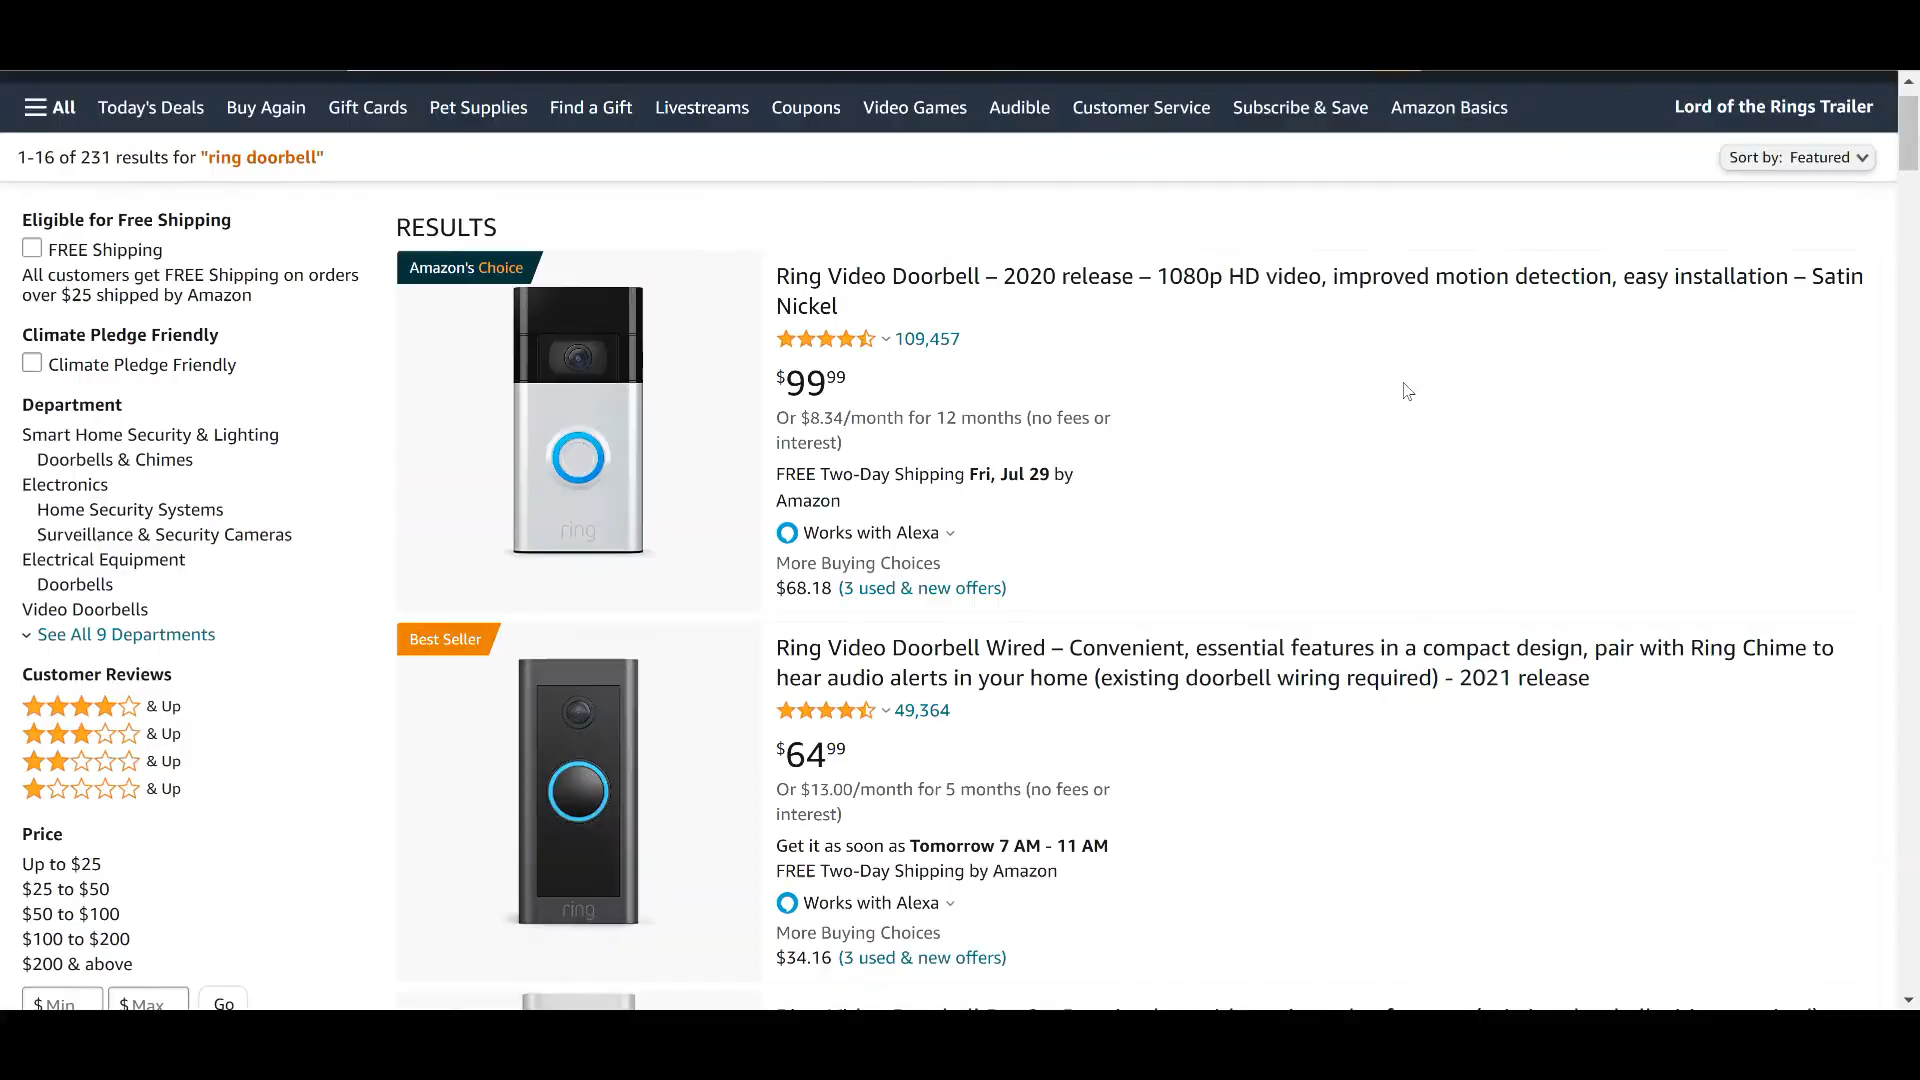 All Today's Deals Buy Again Gift Cards Pet Supplies Find a Gift Livestreams Coupons Video Games Audible Customer Service Subscribe & Save Amazon Basics Lord of the Rings Trailer
1-16 of 231 results for "ring doorbell"
Sort by: Featured
Eligible for Free Shipping
FREE Shipping
All customers get FREE Shipping on orders
over $25 shipped by Amazon
Climate Pledge Friendly
Climate Pledge Friendly
Department
Smart Home Security & Lighting
Doorbells & Chimes
Electronics
Home Security Systems
Surveillance & Security Cameras
Electrical Equipment
Doorbells
Video Doorbells
See All 9 Departments
Customer Reviews
& Up
& Up
& Up
& Up
Price
Up to $25
$25 to $50
$50 to $100
$100 to $200
$200 & above
$ Min $ Max Go
RESULTS
Amazon's Choice
ring
Ring Video Doorbell – 2020 release – 1080p HD video, improved motion detection, easy installation – Satin
Nickel
109,457
$99 99
Or $8.34/month for 12 months (no fees or
interest)
FREE Two-Day Shipping Fri, Jul 29 by
Amazon
Works with Alexa
More Buying Choices
$68.18 (3 used & new offers)
Best Seller
ring
Ring Video Doorbell Wired – Convenient, essential features in a compact design, pair with Ring Chime to
hear audio alerts in your home (existing doorbell wiring required) - 2021 release
49,364
$64 99
Or $13.00/month for 5 months (no fees or
interest)
Get it as soon as Tomorrow 7 AM - 11 AM
FREE Two-Day Shipping by Amazon
Works with Alexa
More Buying Choices
$34.16 (3 used & new offers)